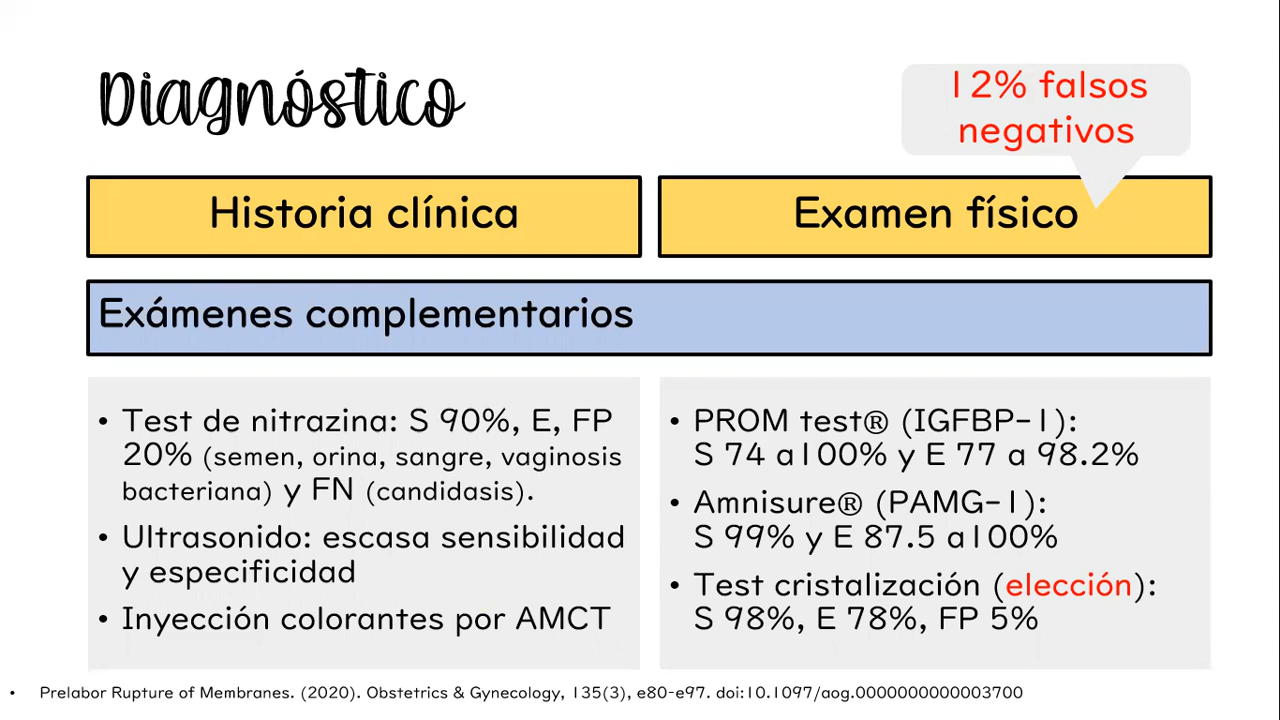 Diagnóstico
12% falsos
negativos
Historia clínica
Examen físico
Exámenes complementarios
• Test de nitrazina: S 90%, E, FP
20% (semen, orina, sangre, vaginosis
bacteriana) y FN (candidasis).
• Ultrasonido: escasa sensibilidad
y especificidad
• Inyección colorantes por AMCT
• PROM test® (IGFBP-1):
S 74 a100% y E 77 a 98.2%
• Amnisure® (PAMG-1):
S 99% y E 87.5 a100%
• Test cristalización (elección):
S 98%, E 78%, FP 5%
• Prelabor Rupture of Membranes. (2020). Obstetrics & Gynecology, 135(3), e80-e97. doi:10.1097/aog.0000000000003700